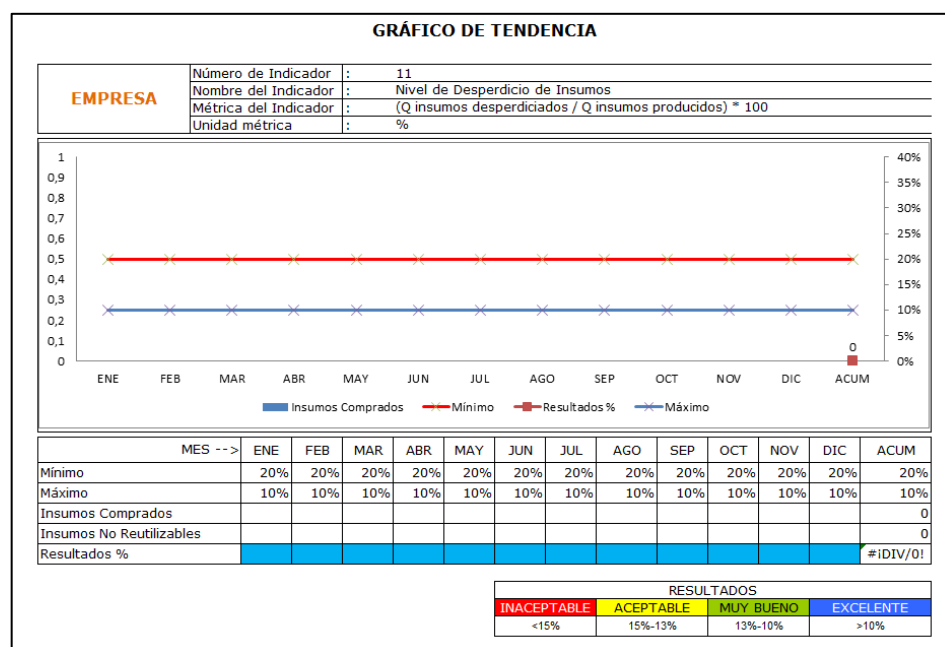 GRÁFICO DE TENDENCIA
EMPRESA
Número de Indicador : 11
Nombre del Indicador : Nivel de Desperdicio de Insumos
Métrica del Indicador : (Q insumos desperdiciados / Q insumos producidos) * 100
Unidad métrica : %
1 40%
0,9 35%
0,8 30%
0,7 25%
0,6
0,5 20%
0,4
0,3 15%
0,2 10%
0,1 5%
0 0 0%
ENE FEB MAR ABR MAY JUN JUL AGO SEP OCT NOV DIC ACUM
Insumos Comprados Mínimo Resultados % Máximo
MES --> ENE FEB MAR ABR MAY JUN JUL AGO SEP OCT NOV DIC ACUM
Mínimo 20% 20% 20% 20% 20% 20% 20% 20% 20% 20% 20% 20% 20%
Máximo 10% 10% 10% 10% 10% 10% 10% 10% 10% 10% 10% 10% 10%
Insumos Comprados 0
Insumos No Reutilizables 0
Resultados % #¡DIV/0!
RESULTADOS
INACEPTABLE ACEPTABLE MUY BUENO EXCELENTE
<15% 15%-13% 13%-10% >10%